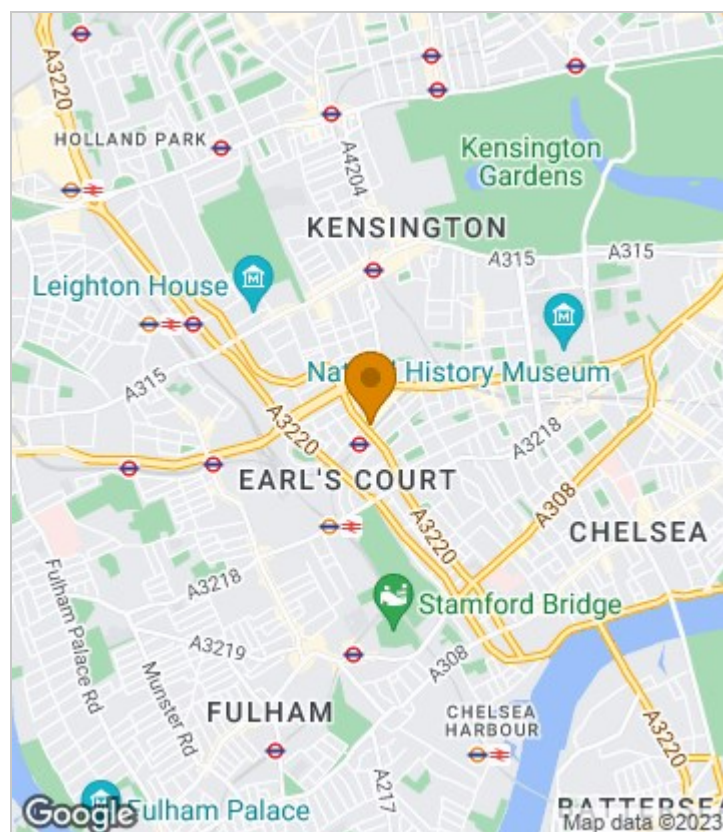 A3220
HOLLAND PARK
A4204
Kensington
Gardens
KENSINGTON
A315
A315
Leighton House
M
M
A315
Nat
l History Museum
A3220
A3218
EARL'S COURT
A308
A3220
CHELSEA
A3218
Fulham Palace Rd
Stamford Bridge
A3219
A308
Munster Rd
FULHAM
CHELSEA
HARBOUR
A3220
A217
M
Fulham Palace
BATTERSEA
Google
Map data ©2023